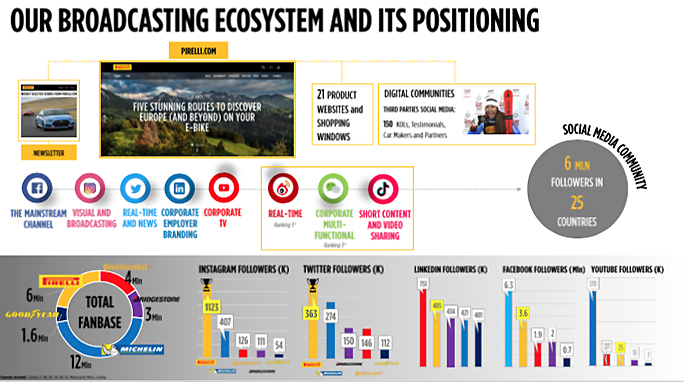 OUR BROADCASTING ECOSYSTEM AND ITS POSITIONING
PIRELLI.COM
FIVE STUNNING ROUTES TO DISCOVER
EUROPE (AND BEYOND) ON YOUR
E-BIKE
NEWSLETTER
21 PRODUCT
WEBSITES and
SHOPPING
WINDOWS
DIGITAL COMMUNITIES
THIRD PARTIES SOCIAL MEDIA:
150 KOLs, Testimonials,
Car Makers and Partners
SOCIAL MEDIA COMMUNITY
6 MLN
FOLLOWERS IN
25
COUNTRIES
THE MAINSTREAM
CHANNEL
VISUAL AND
BROADCASTING
REAL-TIME
AND NEWS
CORPORATE
EMPLOYER
BRANDING
CORPORATE
TV
REAL-TIME
CORPORATE
MULTI-
FUNCTIONAL
SHORT CONTENT
AND VIDEO
SHARING
TOTAL
FANBASE
PIRELLI
6 Mln
Continental
4 Mln
BRIDGESTONE
3 Mln
GOODYEAR
1.6 Mln
MICHELIN
12 Mln
INSTAGRAM FOLLOWERS (K)
1123
407
126
111
54
TWITTER FOLLOWERS (K)
363
274
150
146
112
LINKEDIN FOLLOWERS (K)
485
434
421
401
FACEBOOK FOLLOWERS (Mln)
6.3
3.6
1.9
2
0.7
YOUTUBE FOLLOWERS (K)
27
25